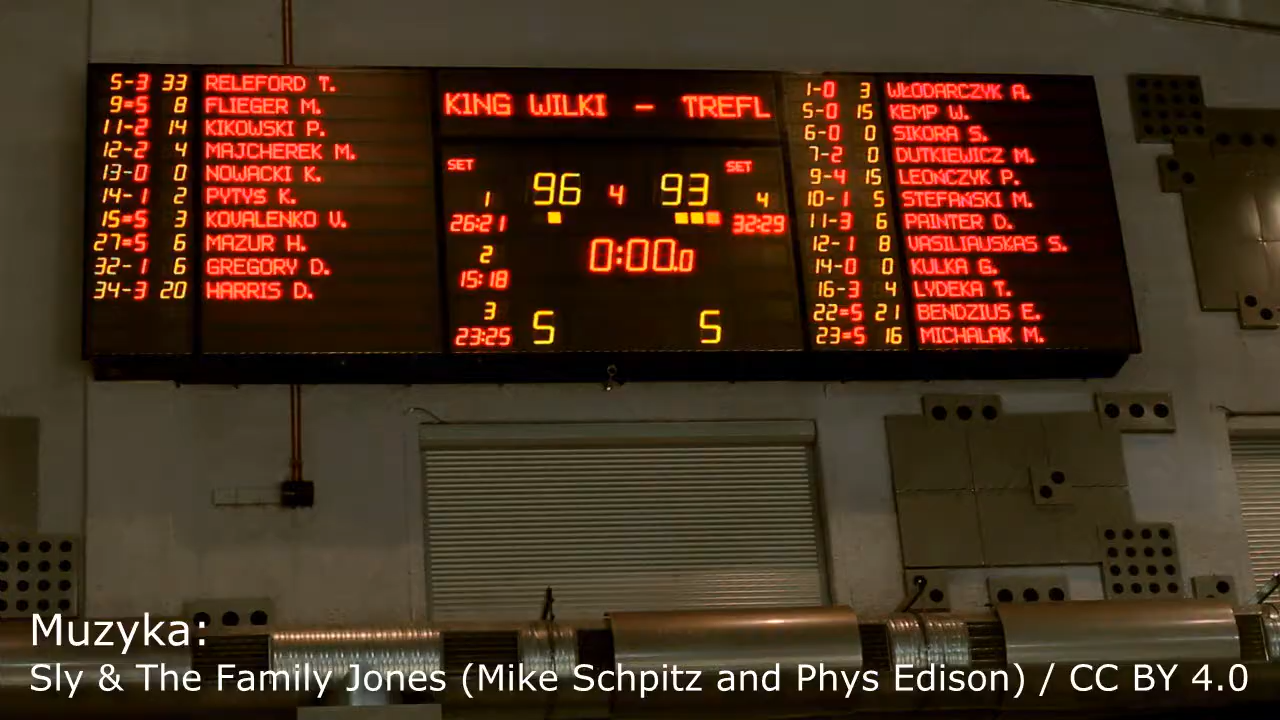 5-3 33 RELEFORD T.
9=5 8 FLIEGER M.
11-2 14 KIKOWSKI P.
12-2 4 MAJCHEREK M.
13-0 0 NOWACKI K.
14-1 2 PYTYŚ K.
15=5 3 KOVALENKO V.
27=5 6 MAZUR H.
32-1 6 GREGORY D.
34-3 20 HARRIS D.
KING WILKI - TREFL
SET SET
96 4 93
1 4
26:21 32:29
0:00.0
2
15:18
3
23:25 5 5
1-0 3 WŁODARCZYK A.
5-0 15 KEMP W.
6-0 0 SIKORA S.
7-2 0 DUTKIEWICZ M.
9-4 15 LEOŃCZYK P.
10-1 5 STEFAŃSKI M.
11-3 6 PAINTER D.
12-1 8 VASILIAUSKAS S.
14-0 0 KULKA G.
16-3 4 LYDEKA T.
22=5 21 BENDZIUS E.
23=5 16 MICHALAK M.
Muzyka:
Sly & The Family Jones (Mike Schpitz and Phys Edison) / CC BY 4.0